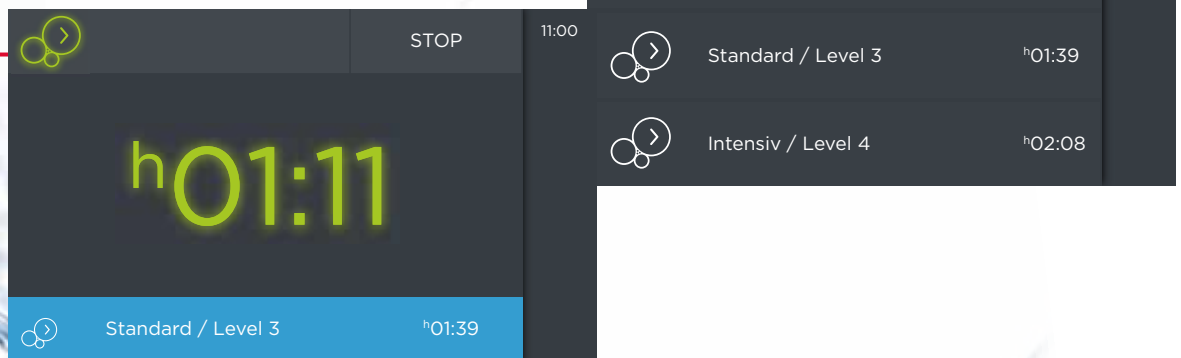 STOP
11:00
h01:11
Standard / Level 3 h01:39
Standard / Level 3 h01:39
Intensiv / Level 4 h02:08